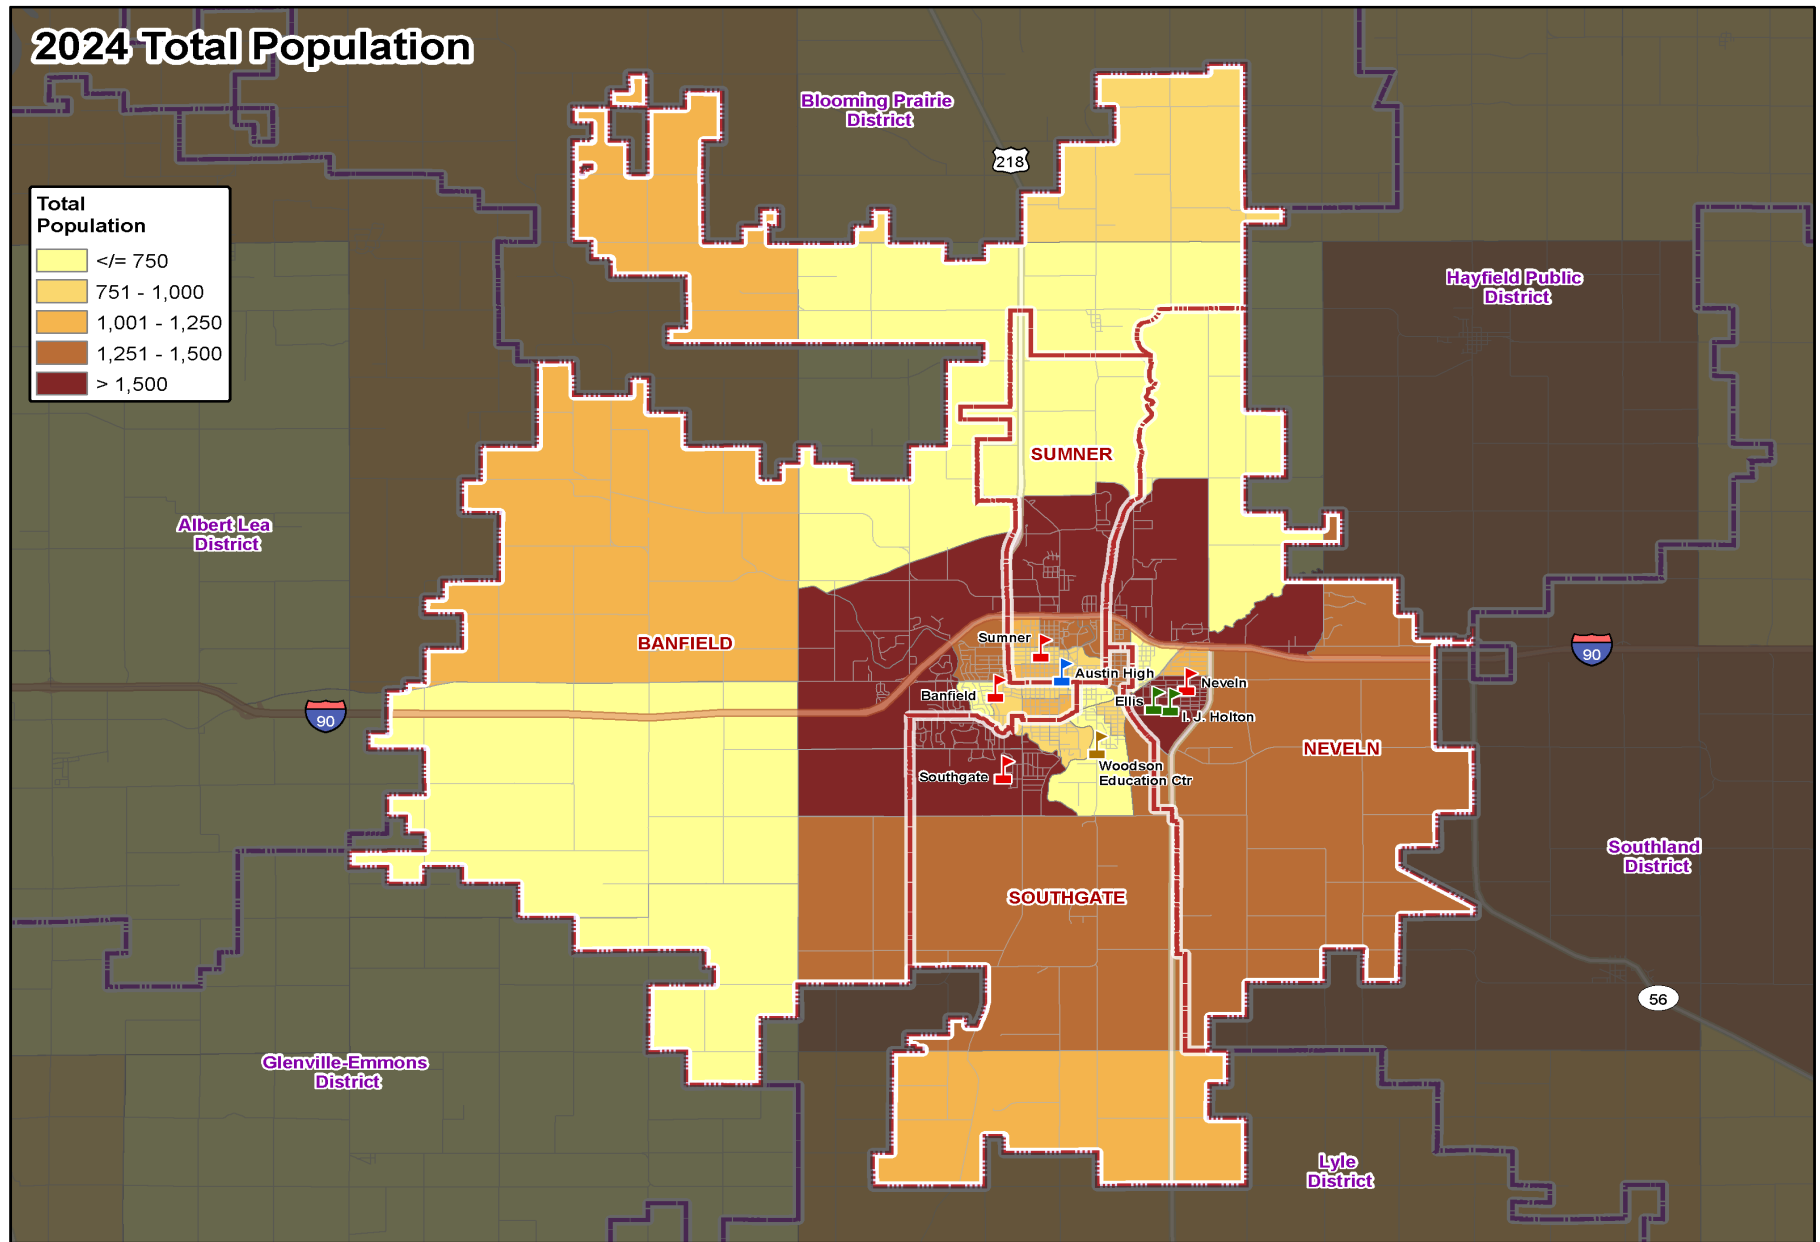 2024 Total Population
Blooming Prairie
District
218
Total
Population
</= 750
751 - 1,000
1,001 - 1,250
1,251 - 1,500
> 1,500
Hayfield Public
District
SUMNER
Albert Lea
District
BANFIELD
Sumner
90
Austin High
Neveln
Banfield
Ellis
90
I. J. Holton
NEVELN
Woodson
Education Ctr
Southgate
Southland
District
SOUTHGATE
56
Glenville-Emmons
District
Lyle
District